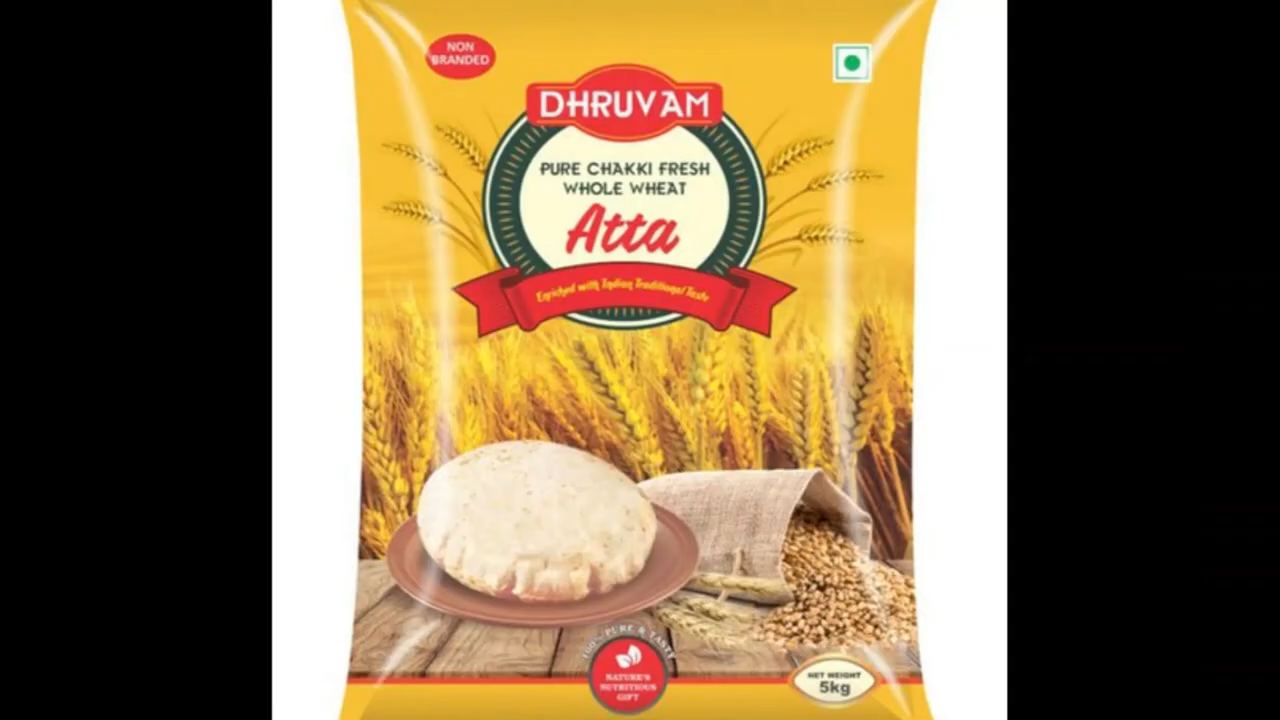 NON
BRANDED
DHRUVAM
PURE CHAKKI FRESH
WHOLE WHEAT
Atta
Enriched with Indian Traditional Taste
100% PURE & TASTY
NATURE'S
NUTRITIOUS
GIFT
NET WEIGHT
5kg